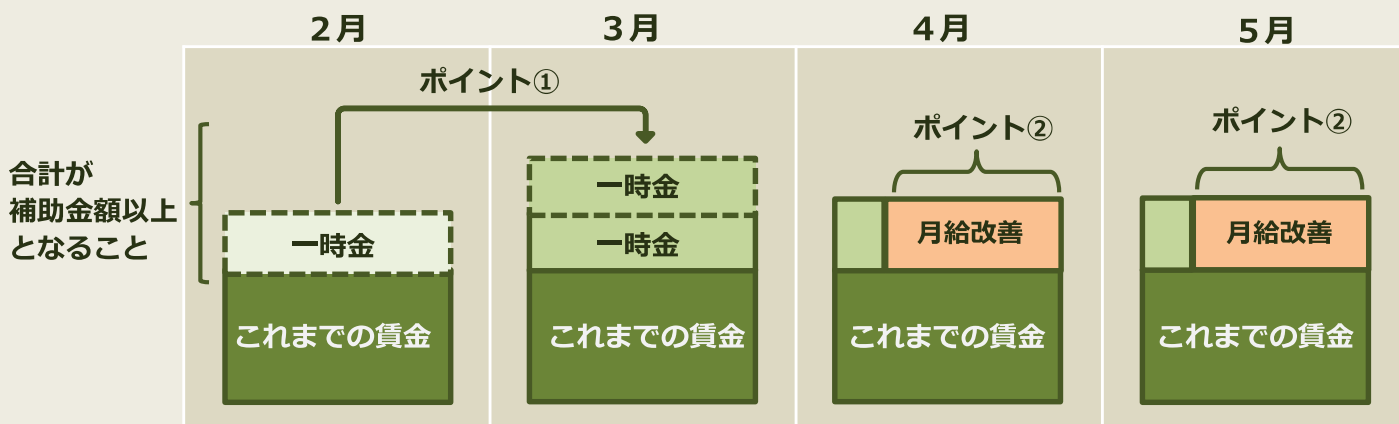 2月
3月
4月
5月
ポイント①
ポイント②
ポイント②
合計が
補助金額以上
となること
一時金
一時金
一時金
月給改善
月給改善
これまでの賃金
これまでの賃金
これまでの賃金
これまでの賃金